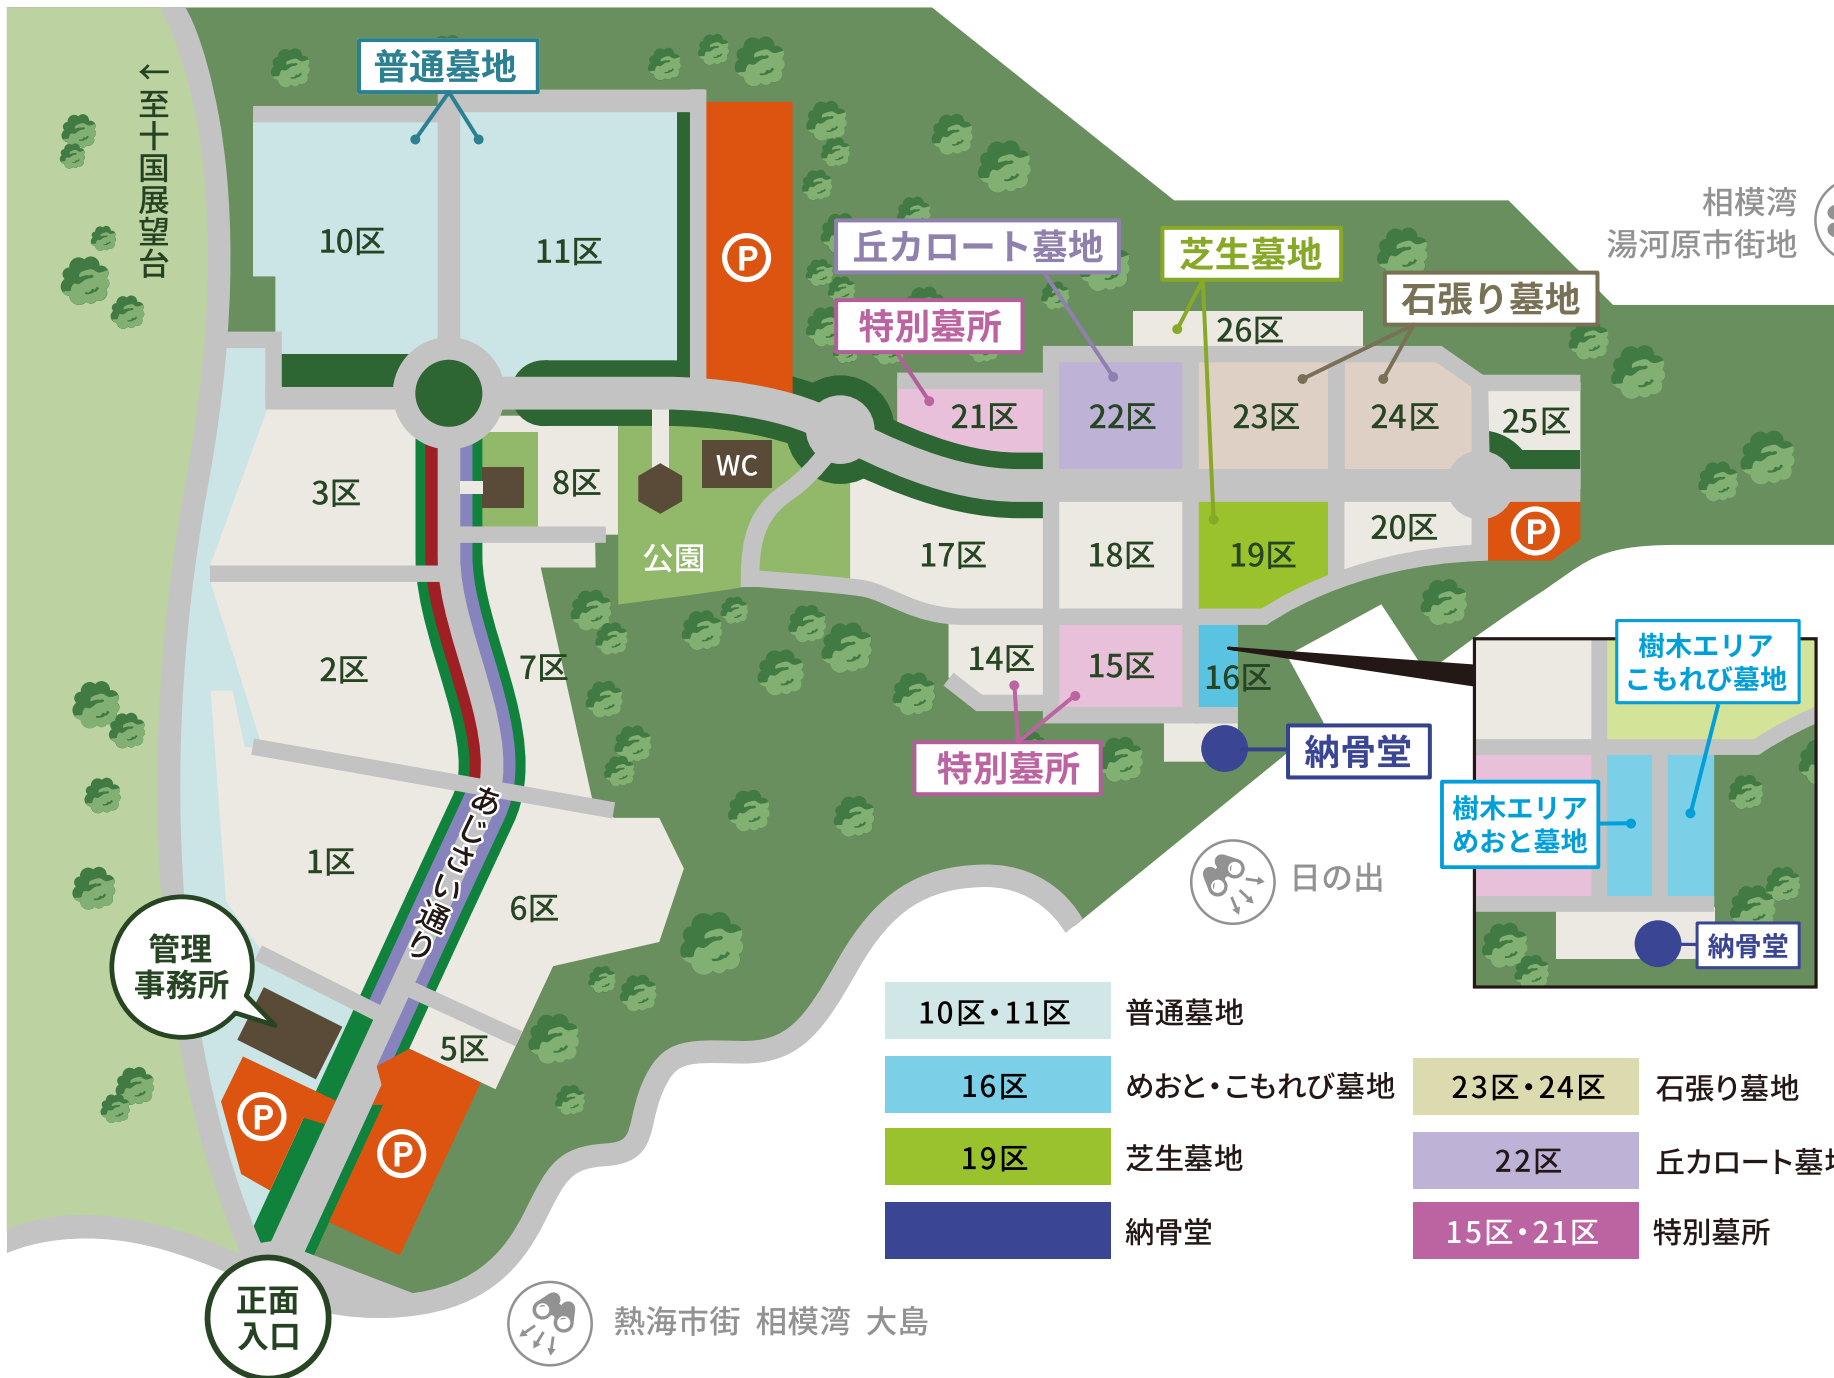 ←至十国展望台
普通墓地
10区
11区
P
相模湾
湯河原市街地
丘カロート墓地
芝生墓地
石張り墓地
特別墓所
26区
21区
22区
23区
24区
25区
3区
8区
WC
公園
17区
18区
19区
20区
P
2区
7区
14区
15区
16区
樹木エリア
こもれび墓地
特別墓所
納骨堂
樹木エリア
めおと墓地
納骨堂
あじさい通り
1区
6区
日の出
管理
事務所
5区
P
P
10区・11区
普通墓地
16区
めおと・こもれび墓地
19区
芝生墓地
納骨堂
23区・24区
石張り墓地
22区
丘カロート墓地
15区・21区
特別墓所
正面
入口
熱海市街 相模湾 大島